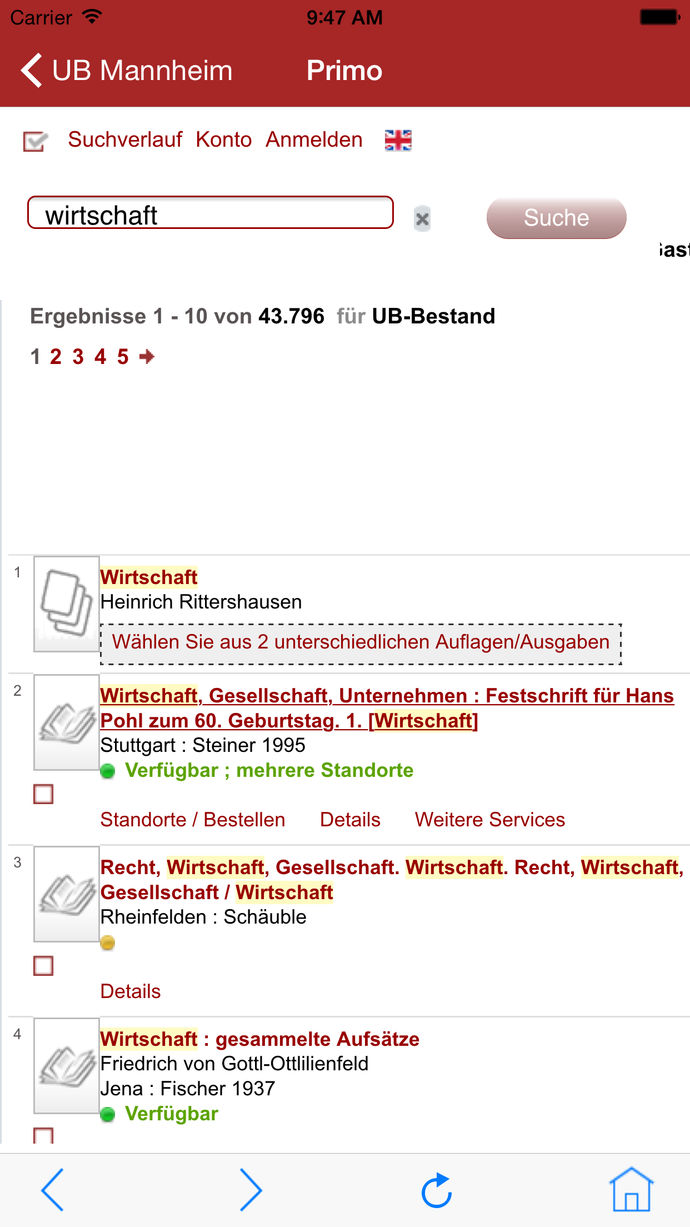 Carrier 9:47 AM
UB Mannheim Primo
Suchverlauf Konto Anmelden
wirtschaft Suche
Ergebnisse 1 - 10 von 43.796 für UB-Bestand
1 2 3 4 5
1 Wirtschaft
Heinrich Rittershausen
Wählen Sie aus 2 unterschiedlichen Auflagen/Ausgaben
2 Wirtschaft, Gesellschaft, Unternehmen : Festschrift für Hans
Pohl zum 60. Geburtstag. 1. [Wirtschaft]
Stuttgart : Steiner 1995
Verfügbar ; mehrere Standorte
Standorte / Bestellen Details Weitere Services
3 Recht, Wirtschaft, Gesellschaft. Wirtschaft. Recht, Wirtschaft,
Gesellschaft / Wirtschaft
Rheinfelden : Schäuble
Details
4 Wirtschaft : gesammelte Aufsätze
Friedrich von Gottl-Ottlilienfeld
Jena : Fischer 1937
Verfügbar